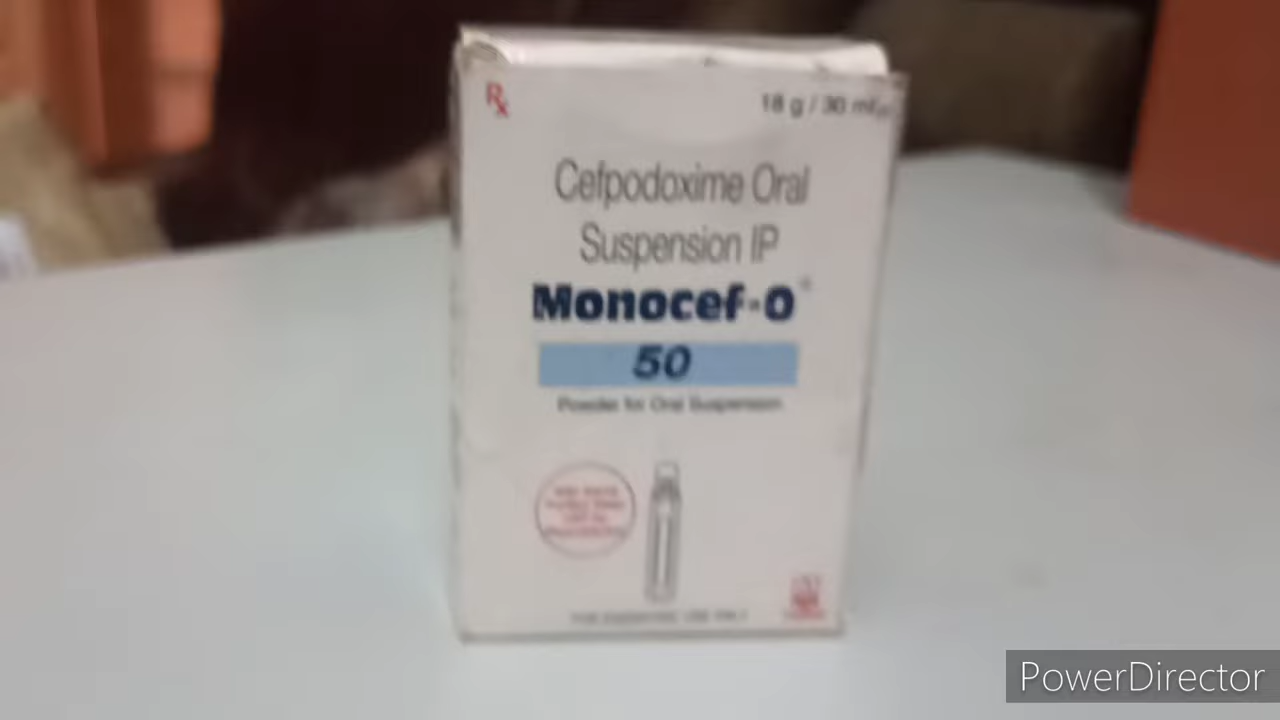 Rx
18 g / 30 ml
Cefpodoxime Oral
Suspension IP
Monocef-O
50
Powder for Oral Suspension
PowerDirector